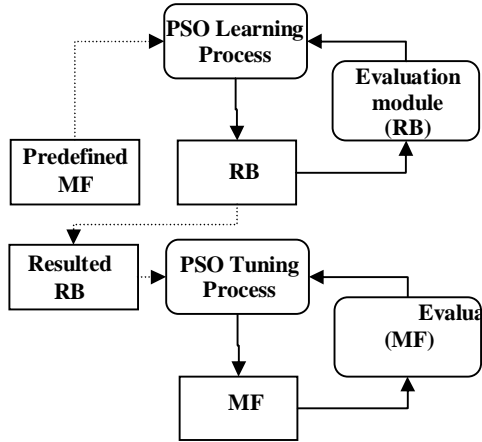 PSO Learning
Process
Evaluation
module
(RB)
Predefined
MF
RB
Resulted
RB
PSO Tuning
Process
(MF)
MF